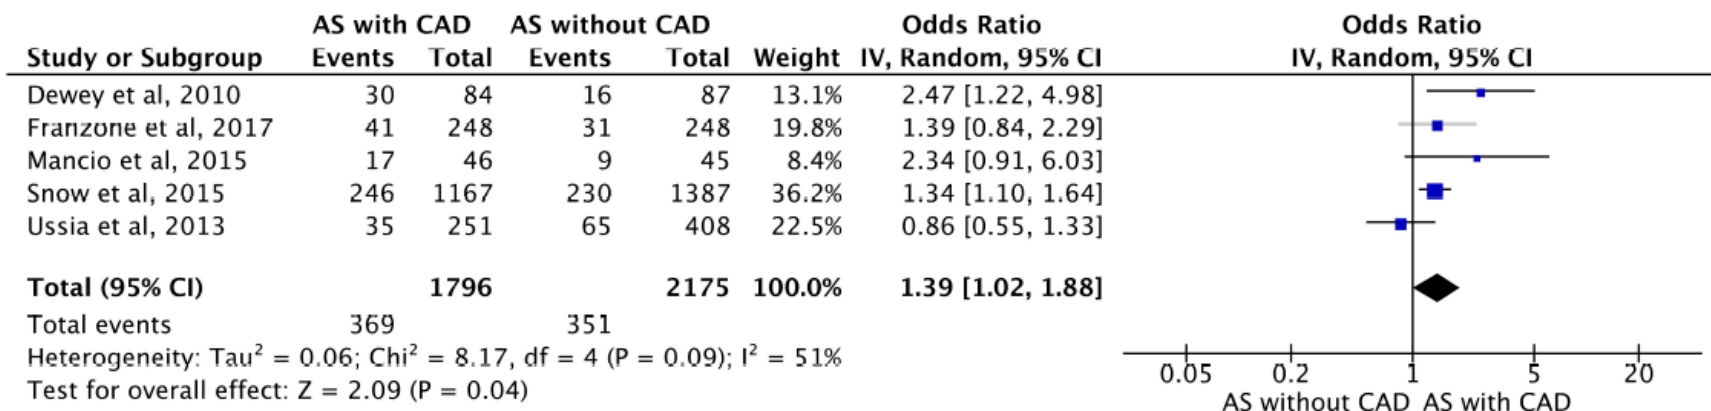 AS with CAD AS without CAD Odds Ratio Odds Ratio
Study or Subgroup Events Total Events Total Weight IV, Random, 95% CI IV, Random, 95% CI
Dewey et al, 2010 30 84 16 87 13.1% 2.47 [1.22, 4.98]
Franzone et al, 2017 41 248 31 248 19.8% 1.39 [0.84, 2.29]
Mancio et al, 2015 17 46 9 45 8.4% 2.34 [0.91, 6.03]
Snow et al, 2015 246 1167 230 1387 36.2% 1.34 [1.10, 1.64]
Ussia et al, 2013 35 251 65 408 22.5% 0.86 [0.55, 1.33]
Total (95% CI) 1796 2175 100.0% 1.39 [1.02, 1.88]
Total events 369 351
Heterogeneity: Tau² = 0.06; Chi² = 8.17, df = 4 (P = 0.09); I² = 51%
Test for overall effect: Z = 2.09 (P = 0.04)
0.05 0.2 1 5 20
AS without CAD AS with CAD